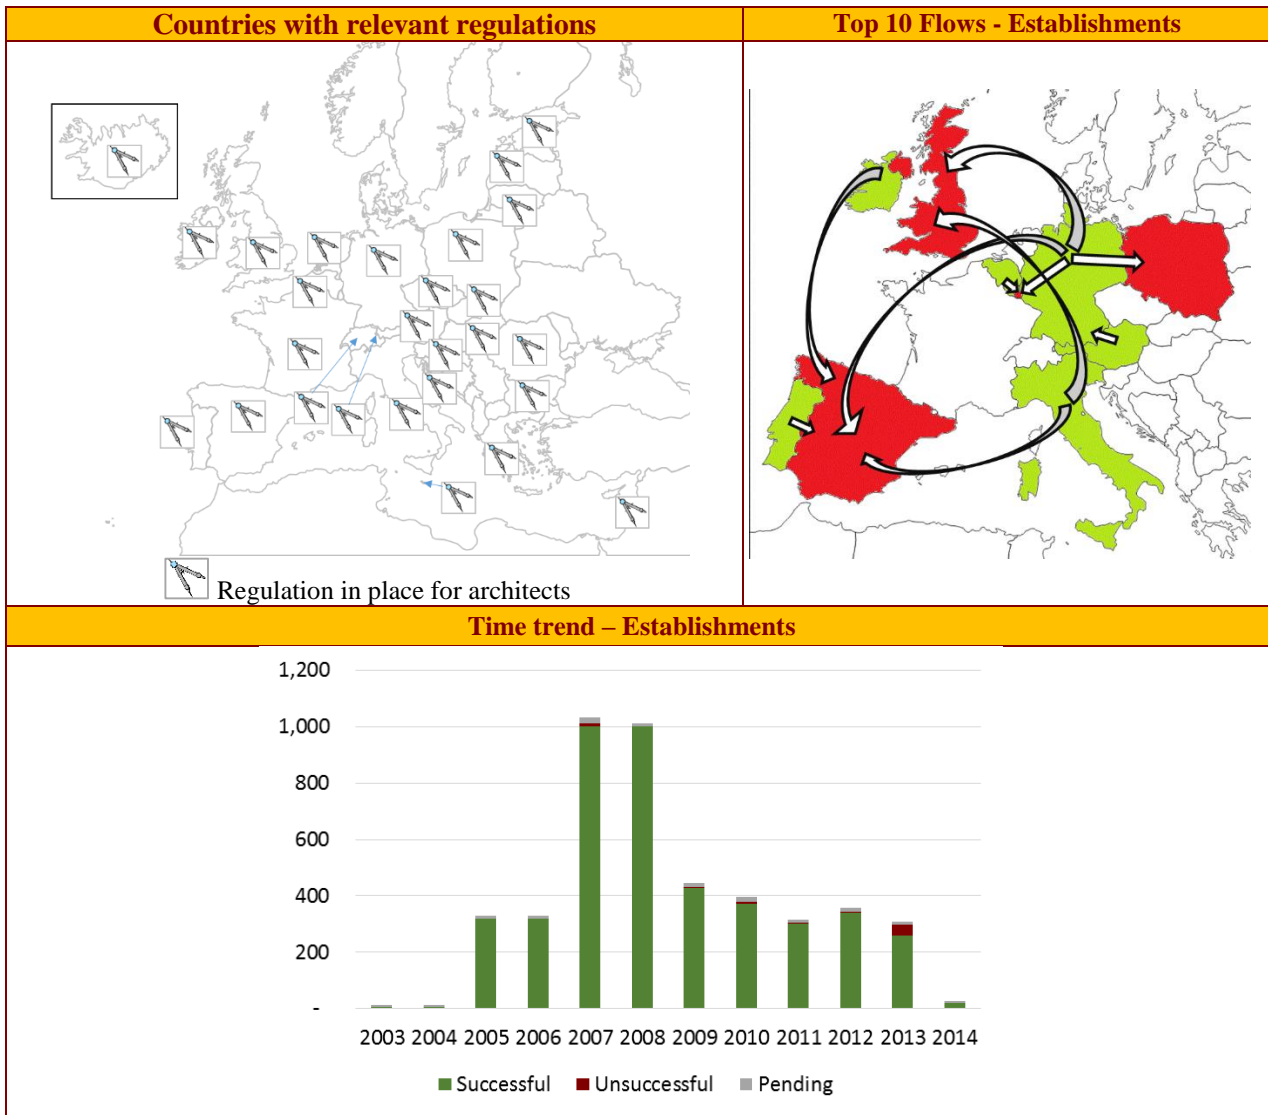 Countries with relevant regulations
Top 10 Flows - Establishments
Regulation in place for architects
Time trend – Establishments
1,200
1,000
800
600
400
200
-
2003 2004 2005 2006 2007 2008 2009 2010 2011 2012 2013 2014
Successful Unsuccessful Pending